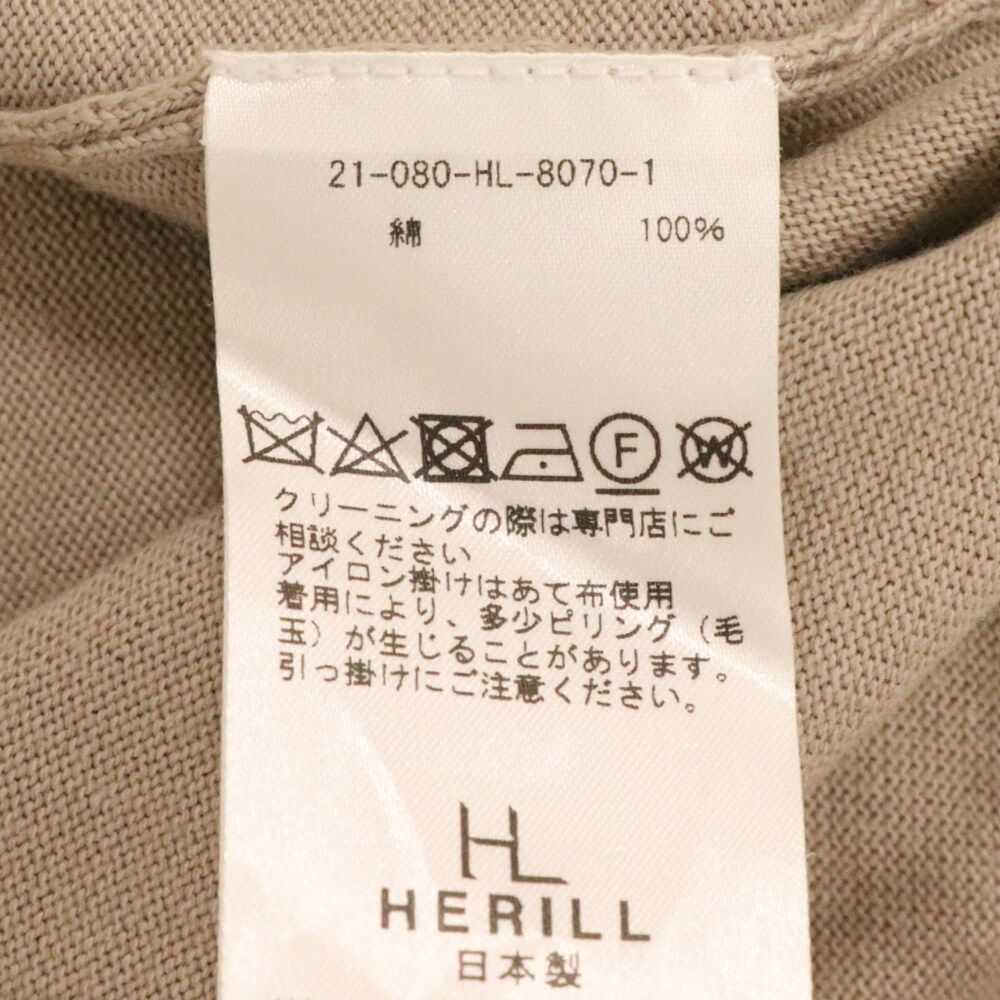 21-080-HL-8070-1
綿 100%
F W
クリーニングの際は専門店にご
相談ください
アイロン掛けはあて布使用
着用により、多少ピリング（毛
玉）が生じることがあります。
引っ掛けにご注意ください。
HL
HERILL
日本製